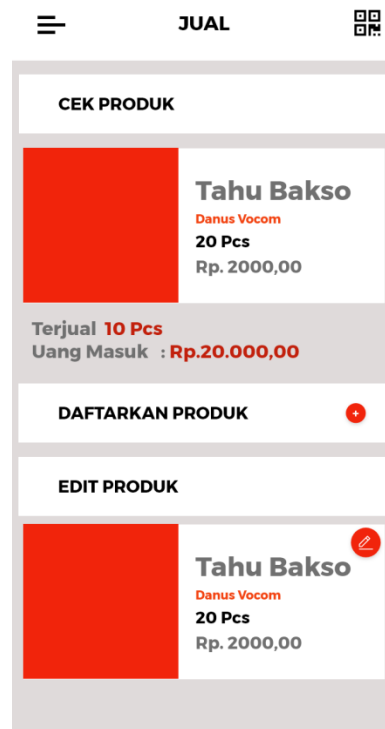 JUAL
CEK PRODUK
Tahu Bakso
Danus Vocom
20 Pcs
Rp. 2000,00
Terjual 10 Pcs
Uang Masuk : Rp.20.000,00
DAFTARKAN PRODUK
EDIT PRODUK
Tahu Bakso
Danus Vocom
20 Pcs
Rp. 2000,00